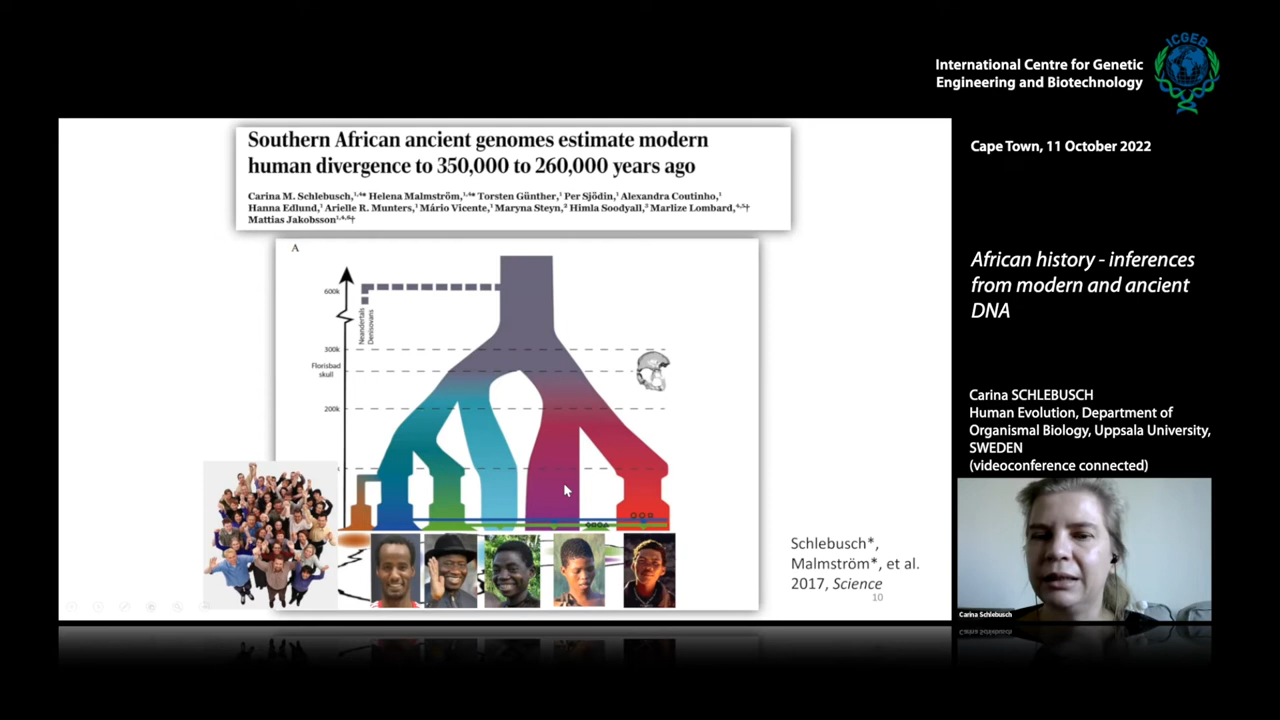 ICGEB
International Centre for Genetic
Engineering and Biotechnology
Southern African ancient genomes estimate modern
human divergence to 350,000 to 260,000 years ago
Carina M. Schlebusch,1,4* Helena Malmström,1,4* Torsten Günther,1 Per Sjödin,1 Alexandra Coutinho,1
Hanna Edlund,1 Arielle R. Munters,1 Mário Vicente,1 Maryna Steyn,2 Himla Soodyall,3 Marlize Lombard,4,5†
Mattias Jakobsson1,4,6†
A
600k
Neandertals
Denisovans
300k
Florisbad
skull
200k
Schlebusch*,
Malmström*, et al.
2017, Science
10
Cape Town, 11 October 2022
African history - inferences
from modern and ancient
DNA
Carina SCHLEBUSCH
Human Evolution, Department of
Organismal Biology, Uppsala University,
SWEDEN
(videoconference connected)
Carina Schlebusch